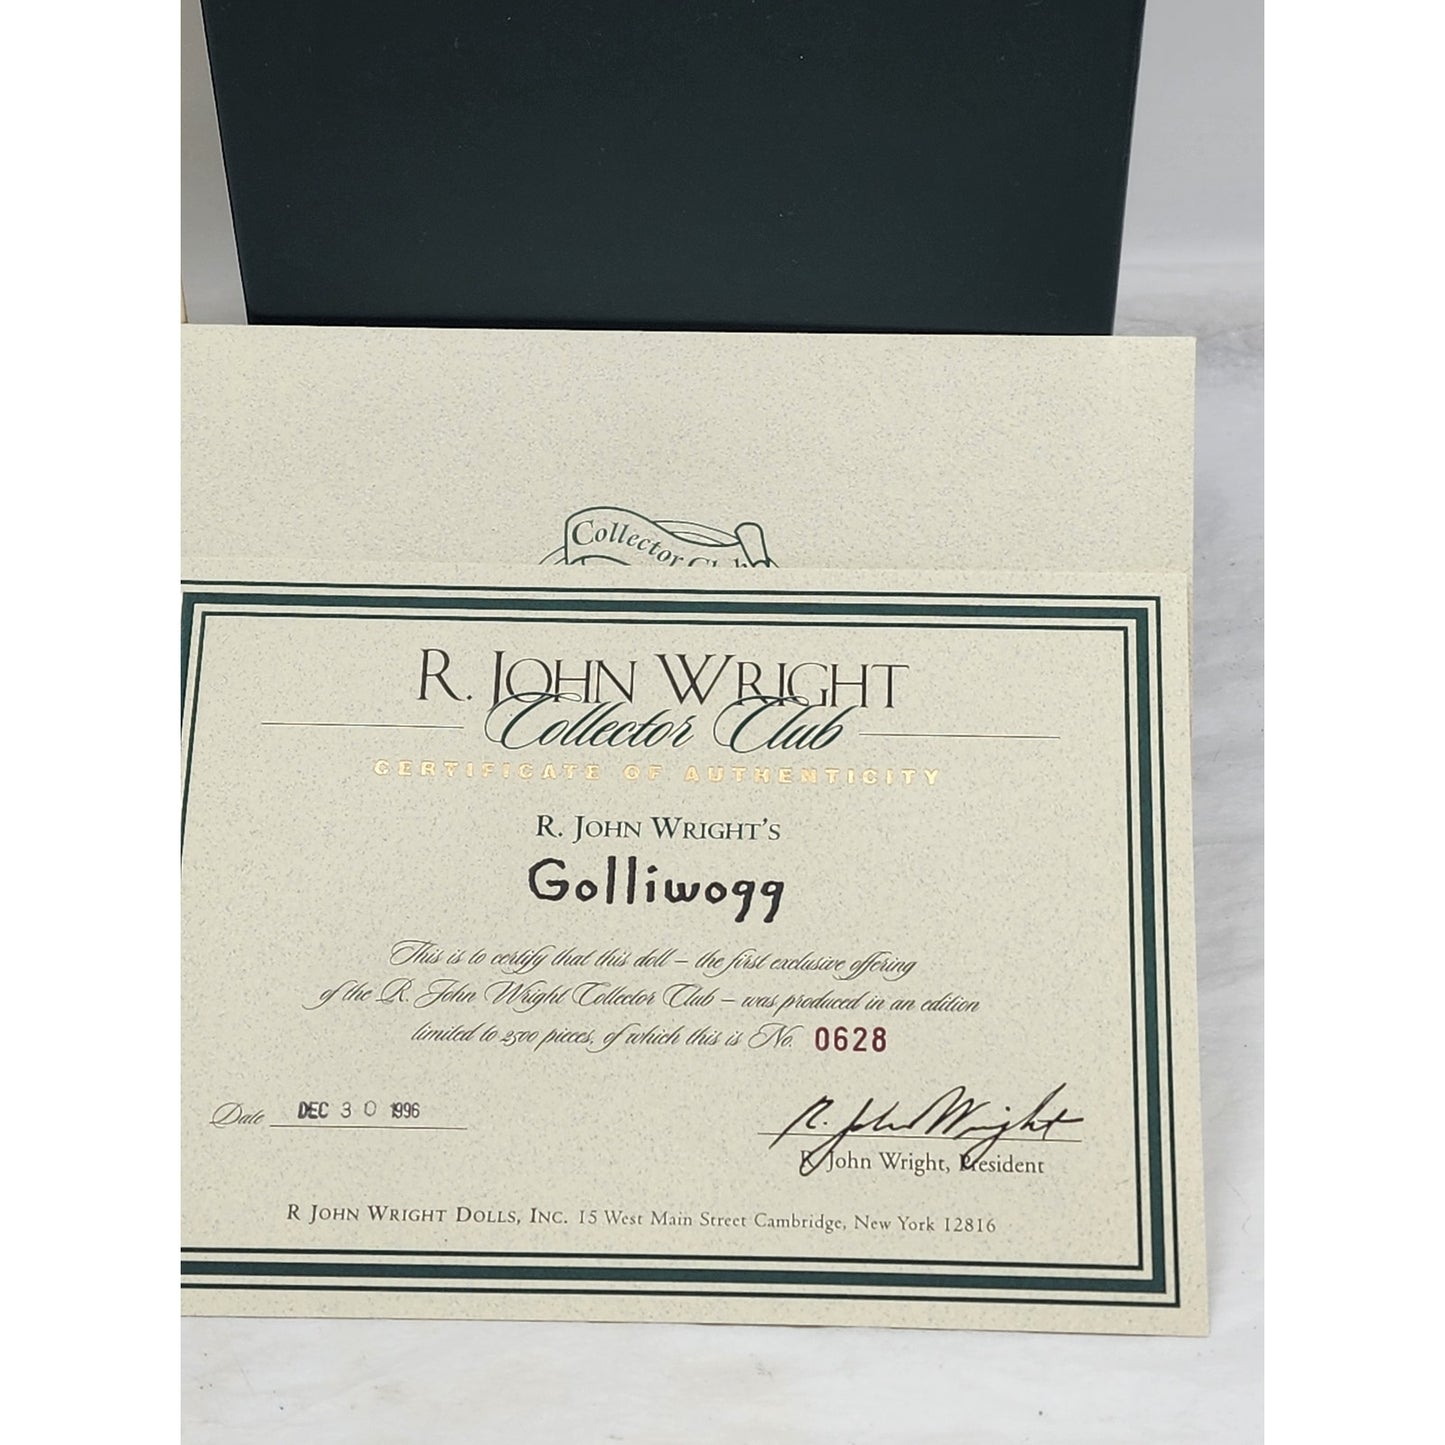 Collector Club
R. JOHN WRIGHT
Collector Club
CERTIFICATE OF AUTHENTICITY
R. JOHN WRIGHT'S
Golliwogg
This is to certify that this doll – the first exclusive offering
of the R. John Wright Collector Club – was produced in an edition
limited to 2500 pieces, of which this is No. 0628
Date DEC 30 1996
R. John Wright
R. John Wright, President
R JOHN WRIGHT DOLLS, INC. 15 West Main Street Cambridge, New York 12816